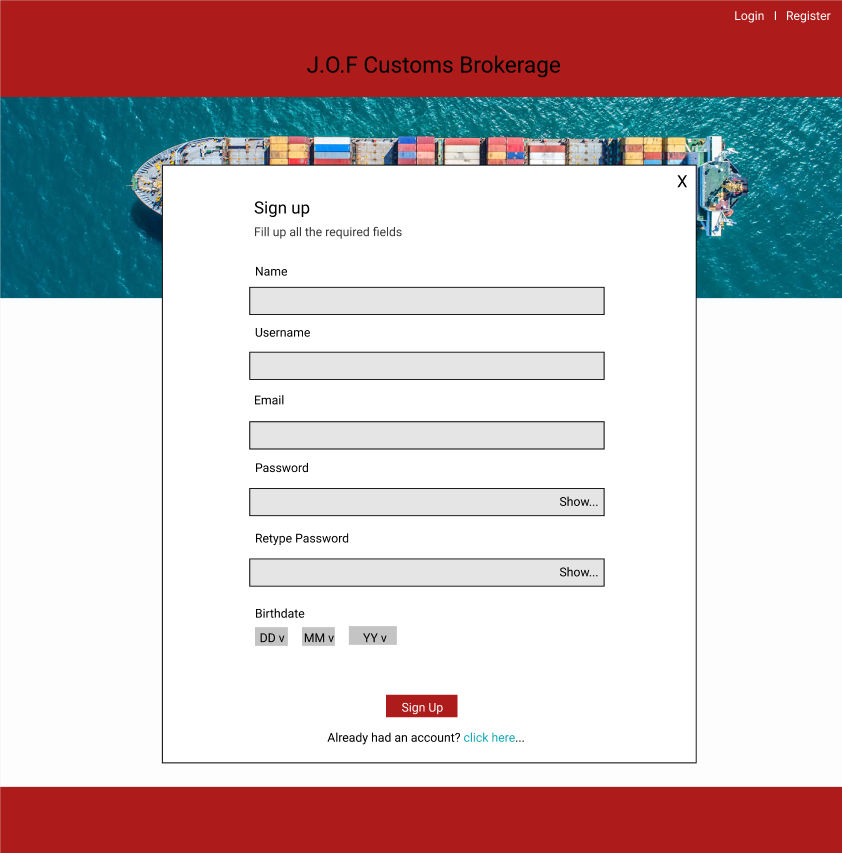 Login | Register
J.O.F Customs Brokerage
X
Sign up
Fill up all the required fields
Name
Username
Email
Password
Show...
Retype Password
Show...
Birthdate
DD v MM v YY v
Sign Up
Already had an account? click here...